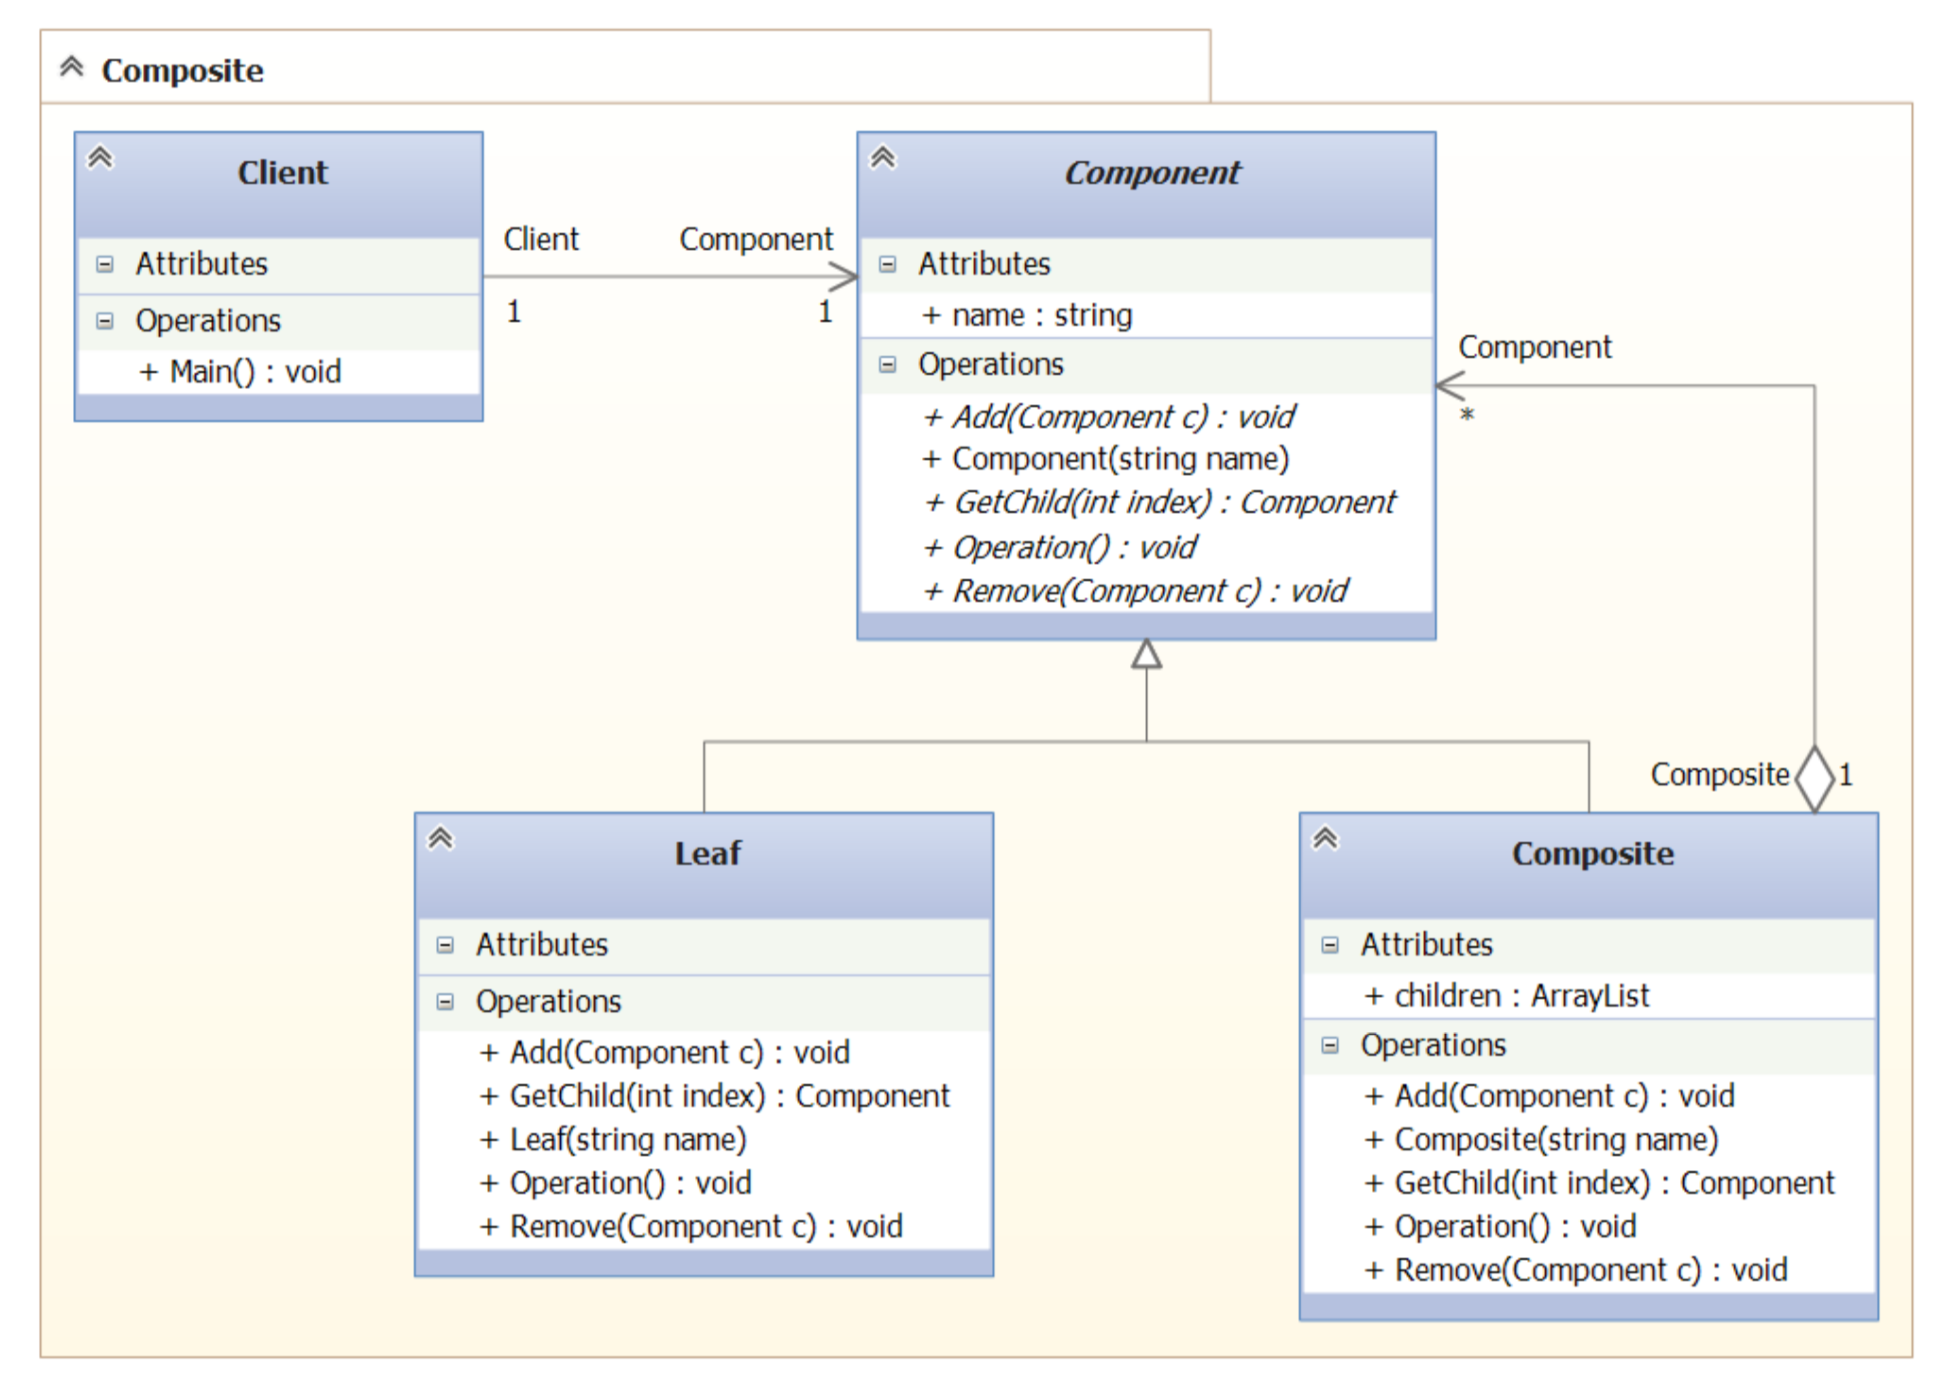 Composite
Client
Attributes
Operations
+ Main() : void
Client
Component
1
1
Component
Attributes
+ name : string
Operations
+ Add(Component c) : void
+ Component(string name)
+ GetChild(int index) : Component
+ Operation() : void
+ Remove(Component c) : void
Component
*
Composite
1
Leaf
Attributes
Operations
+ Add(Component c) : void
+ GetChild(int index) : Component
+ Leaf(string name)
+ Operation() : void
+ Remove(Component c) : void
Composite
Attributes
+ children : ArrayList
Operations
+ Add(Component c) : void
+ Composite(string name)
+ GetChild(int index) : Component
+ Operation() : void
+ Remove(Component c) : void